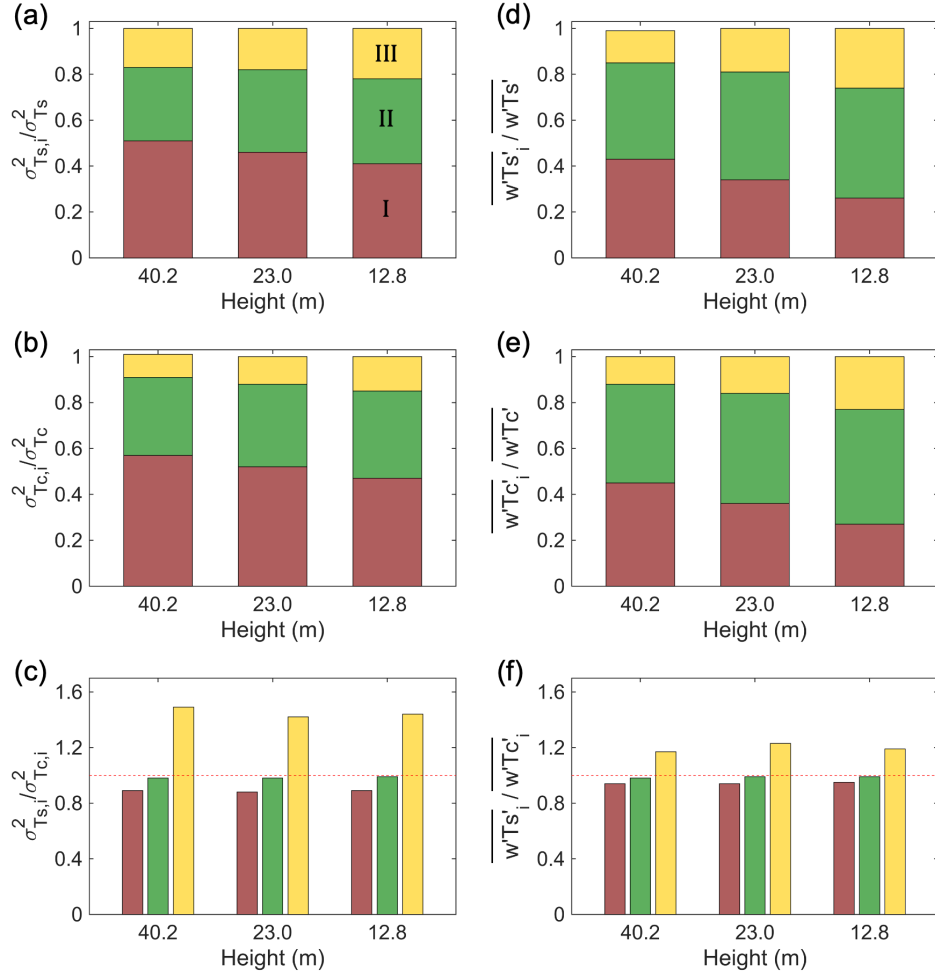 (a)
1
0.8
0.6
0.4
0.2
0
σ²Ts,i/σ²Ts
III
II
I
40.2 23.0 12.8
Height (m)
(d)
1
0.8
0.6
0.4
0.2
0
w'Ts'i / w'Ts'
40.2 23.0 12.8
Height (m)
(b)
1
0.8
0.6
0.4
0.2
0
σ²Tc,i/σ²Tc
40.2 23.0 12.8
Height (m)
(e)
1
0.8
0.6
0.4
0.2
0
w'Tc'i / w'Tc'
40.2 23.0 12.8
Height (m)
(c)
1.6
1.2
0.8
0.4
0
σ²Ts,i/σ²Tc,i
40.2 23.0 12.8
Height (m)
(f)
1.6
1.2
0.8
0.4
0
w'Ts'i / w'Tc'i
40.2 23.0 12.8
Height (m)